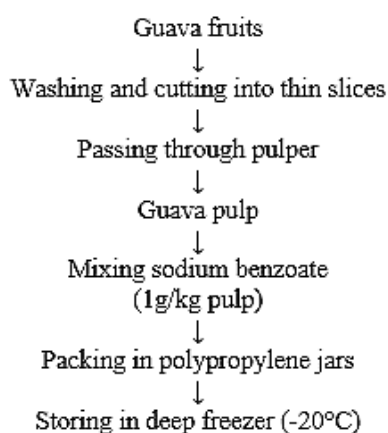 Guava fruits
↓
Washing and cutting into thin slices
↓
Passing through pulper
↓
Guava pulp
↓
Mixing sodium benzoate
(1g/kg pulp)
↓
Packing in polypropylene jars
↓
Storing in deep freezer (-20°C)